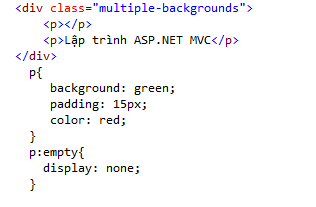 <div class="multiple-backgrounds">
<p></p>
<p>Lập trình ASP.NET MVC</p>
</div>
p{
background: green;
padding: 15px;
color: red;
}
p:empty{
display: none;
}